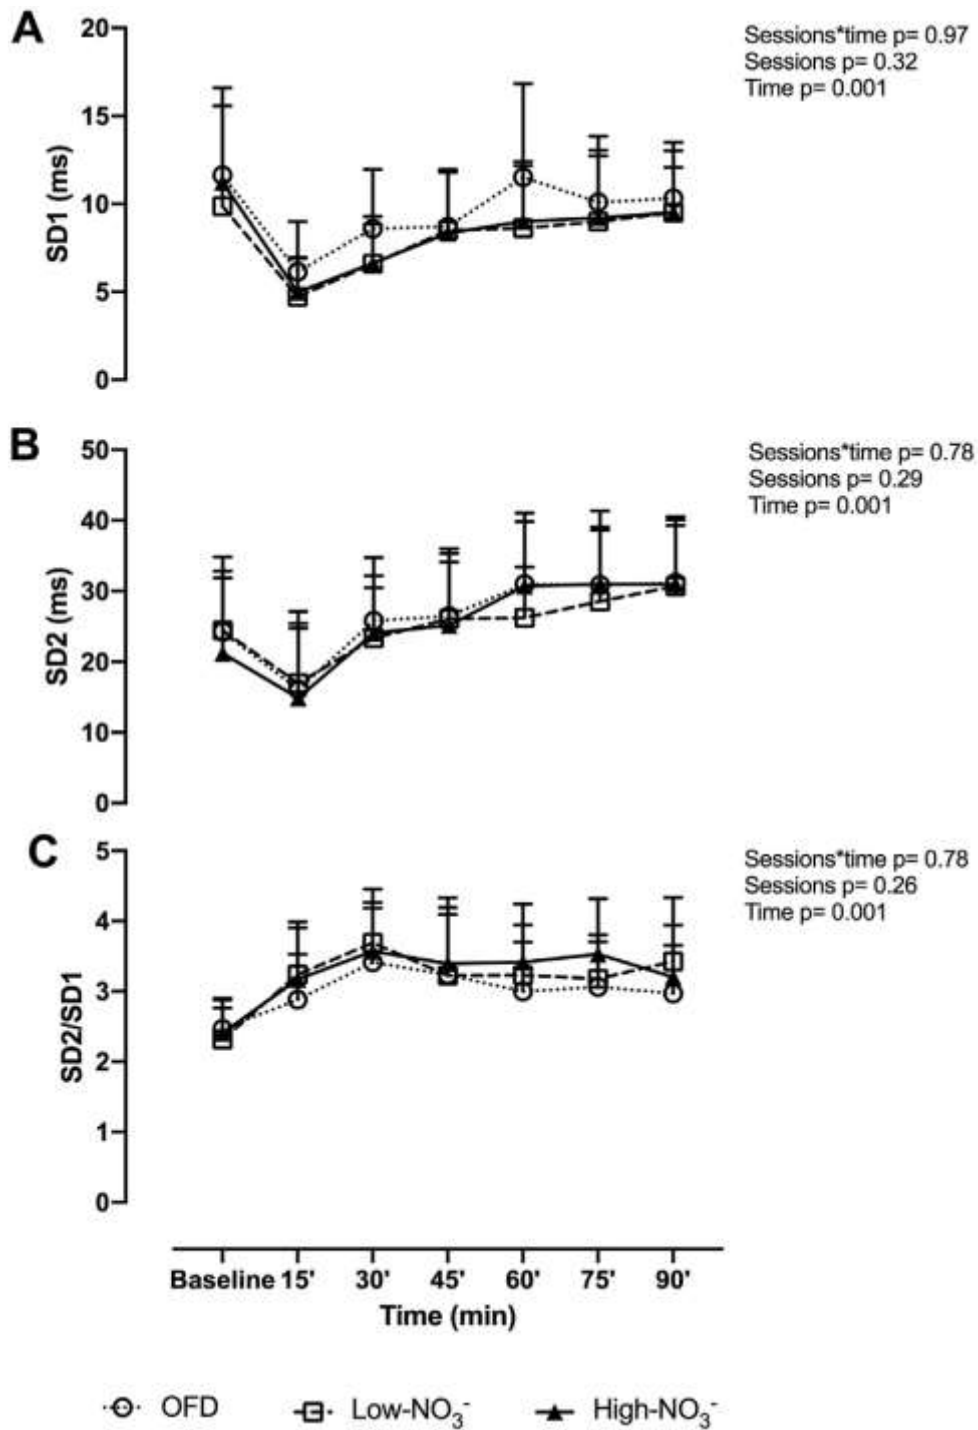 A
20
15
10
5
0
SD1 (ms)
Sessions*time p= 0.97
Sessions p= 0.32
Time p= 0.001
B
50
40
30
20
10
0
SD2 (ms)
Sessions*time p= 0.78
Sessions p= 0.29
Time p= 0.001
C
5
4
3
2
1
0
SD2/SD1
Sessions*time p= 0.78
Sessions p= 0.26
Time p= 0.001
Baseline 15' 30' 45' 60' 75' 90'
Time (min)
OFD Low-NO₃⁻ High-NO₃⁻